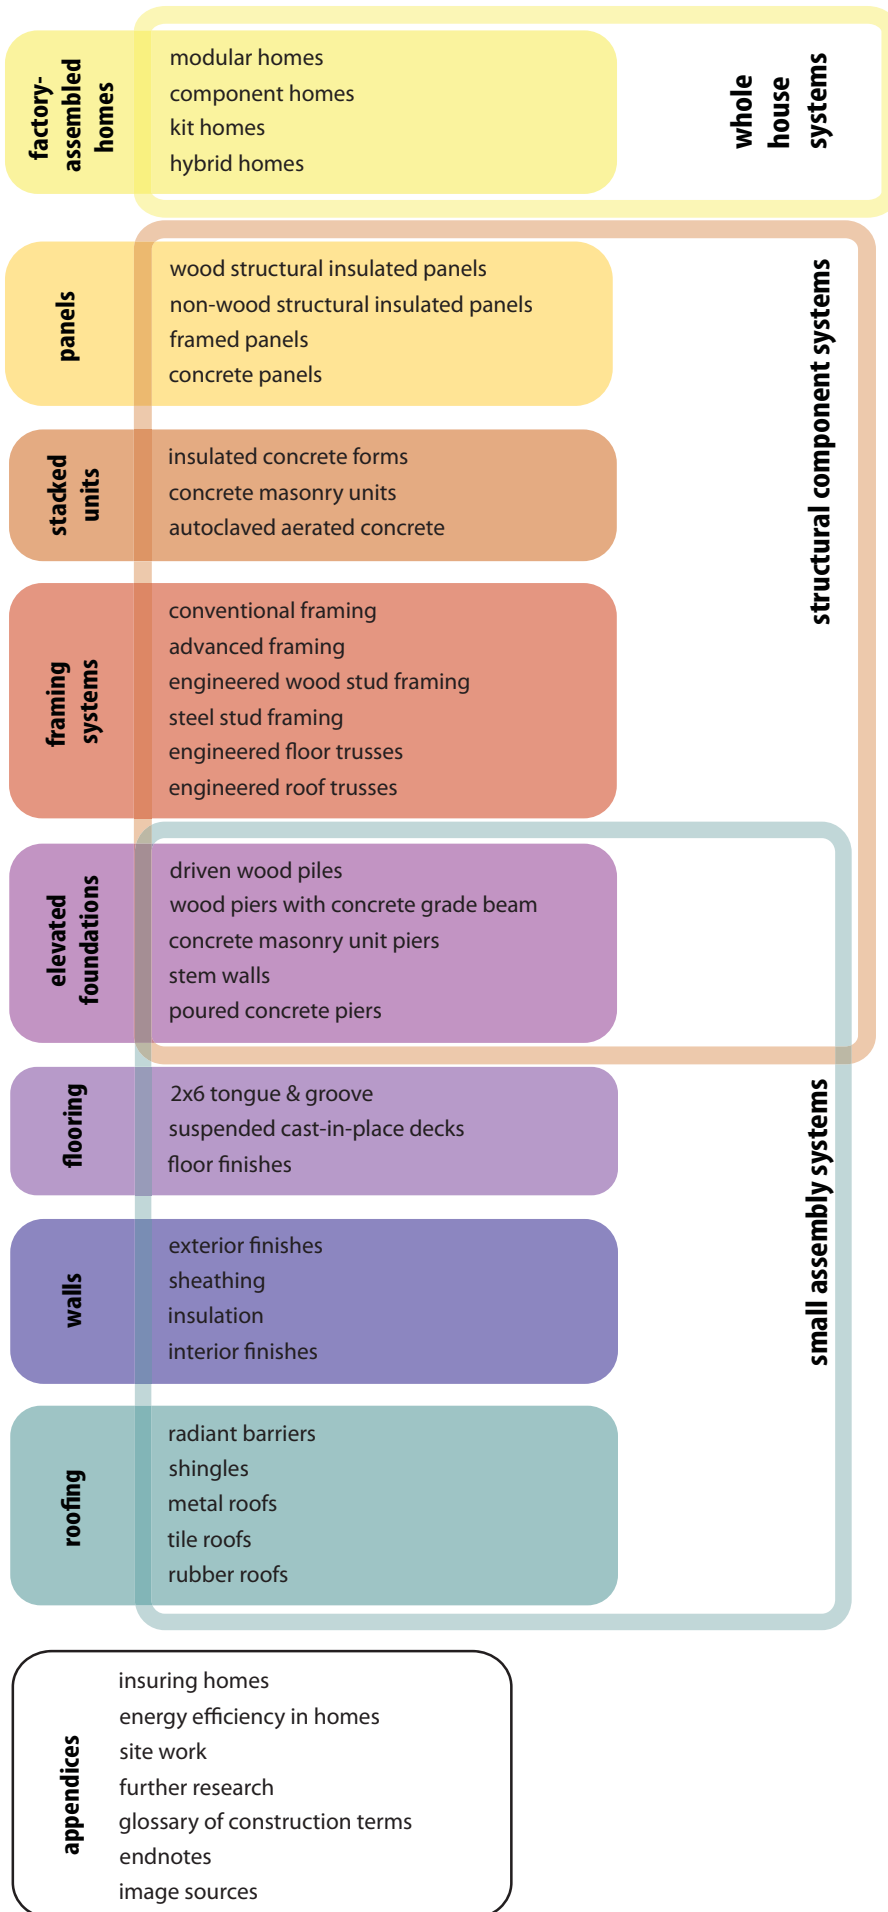 factory-
assembled
homes
modular homes
component homes
kit homes
hybrid homes
whole
house
systems
panels
wood structural insulated panels
non-wood structural insulated panels
framed panels
concrete panels
structural component systems
stacked
units
insulated concrete forms
concrete masonry units
autoclaved aerated concrete
framing
systems
conventional framing
advanced framing
engineered wood stud framing
steel stud framing
engineered floor trusses
engineered roof trusses
elevated
foundations
driven wood piles
wood piers with concrete grade beam
concrete masonry unit piers
stem walls
poured concrete piers
flooring
2x6 tongue & groove
suspended cast-in-place decks
floor finishes
small assembly systems
walls
exterior finishes
sheathing
insulation
interior finishes
roofing
radiant barriers
shingles
metal roofs
tile roofs
rubber roofs
appendices
insuring homes
energy efficiency in homes
site work
further research
glossary of construction terms
endnotes
image sources